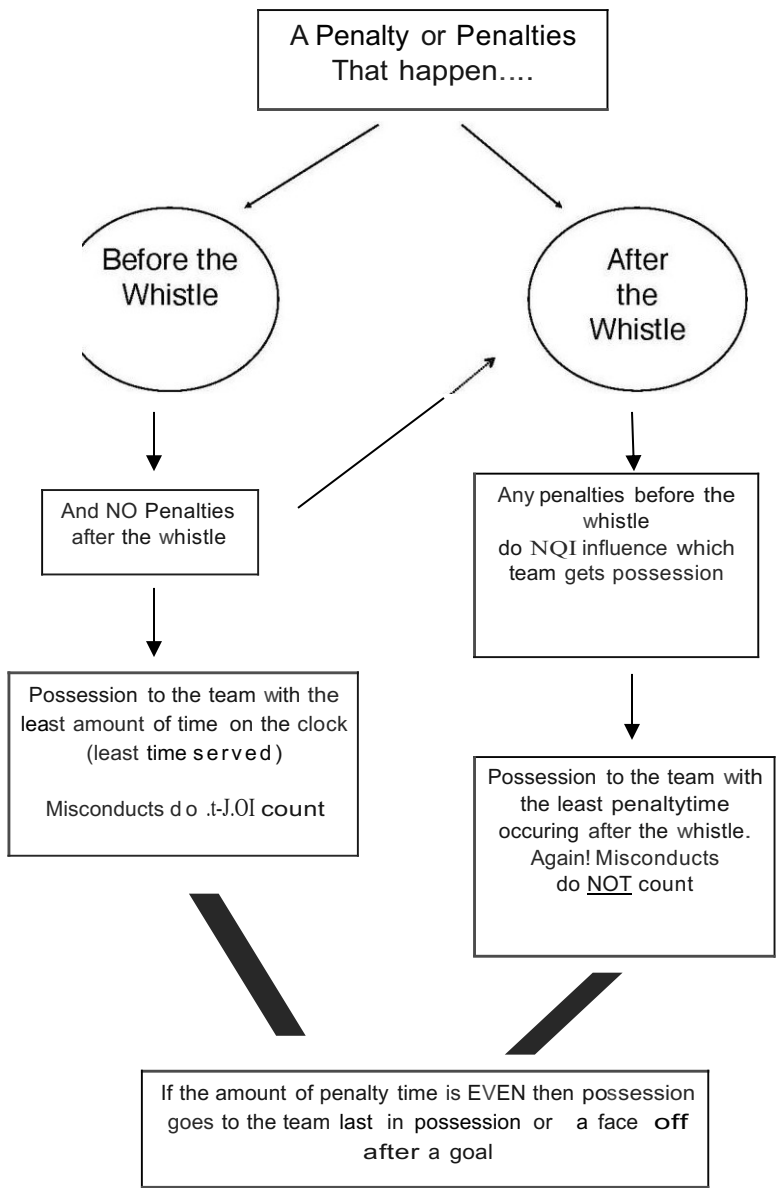 A Penalty or Penalties
That happen....
Before the
Whistle
After
the
Whistle
And NO Penalties
after the whistle
Any penalties before the
whistle
do NQI influence which
team gets possession
Possession to the team with the
least amount of time on the clock
(least time served)
Misconducts do .t-J.OI count
Possession to the team with
the least penaltytime
occuring after the whistle.
Again! Misconducts
do NOT count
If the amount of penalty time is EVEN then possession
goes to the team last in possession or a face off
after a goal